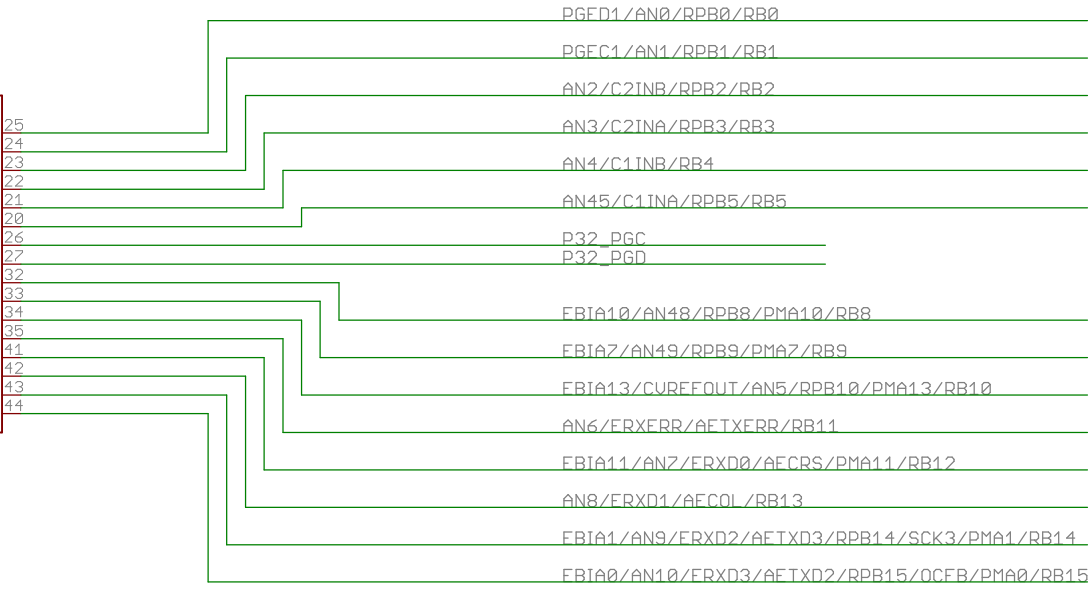 PGED1/AN0/RPB0/RB0
PGEC1/AN1/RPB1/RB1
AN2/C2INB/RPB2/RB2
25
AN3/C2INA/RPB3/RB3
24
23
AN4/C1INB/RB4
22
21
AN45/C1INA/RPB5/RB5
20
26
P32_PGC
27
P32_PGD
32
33
34
EBIA10/AN48/RPB8/PMA10/RB8
35
41
EBIA7/AN49/RPB9/PMA7/RB9
42
43
EBIA13/CVREFOUT/AN5/RPB10/PMA13/RB10
44
AN6/ERXERR/AETXERR/RB11
EBIA11/AN7/ERXD0/AECRS/PMA11/RB12
AN8/ERXD1/AECOL/RB13
EBIA1/AN9/ERXD2/AETXD3/RPB14/SCK3/PMA1/RB14
EBIA0/AN10/ERXD3/AETXD2/RPB15/OCFB/PMA0/RB15